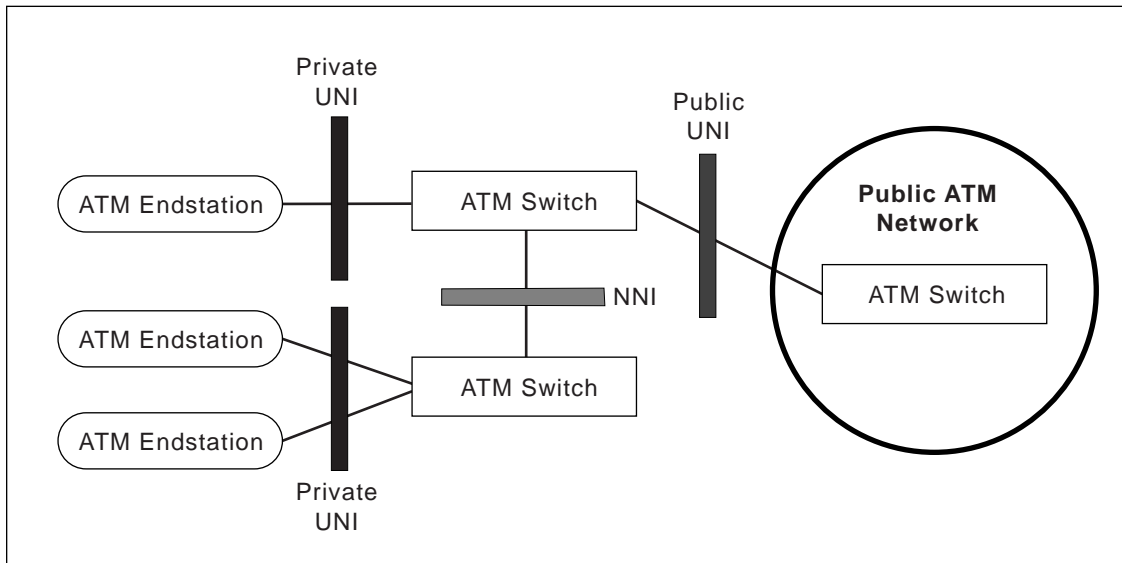 Private
UNI
Public
UNI
ATM Endstation
ATM Switch
Public ATM
Network
ATM Switch
NNI
ATM Endstation
ATM Switch
ATM Endstation
Private
UNI